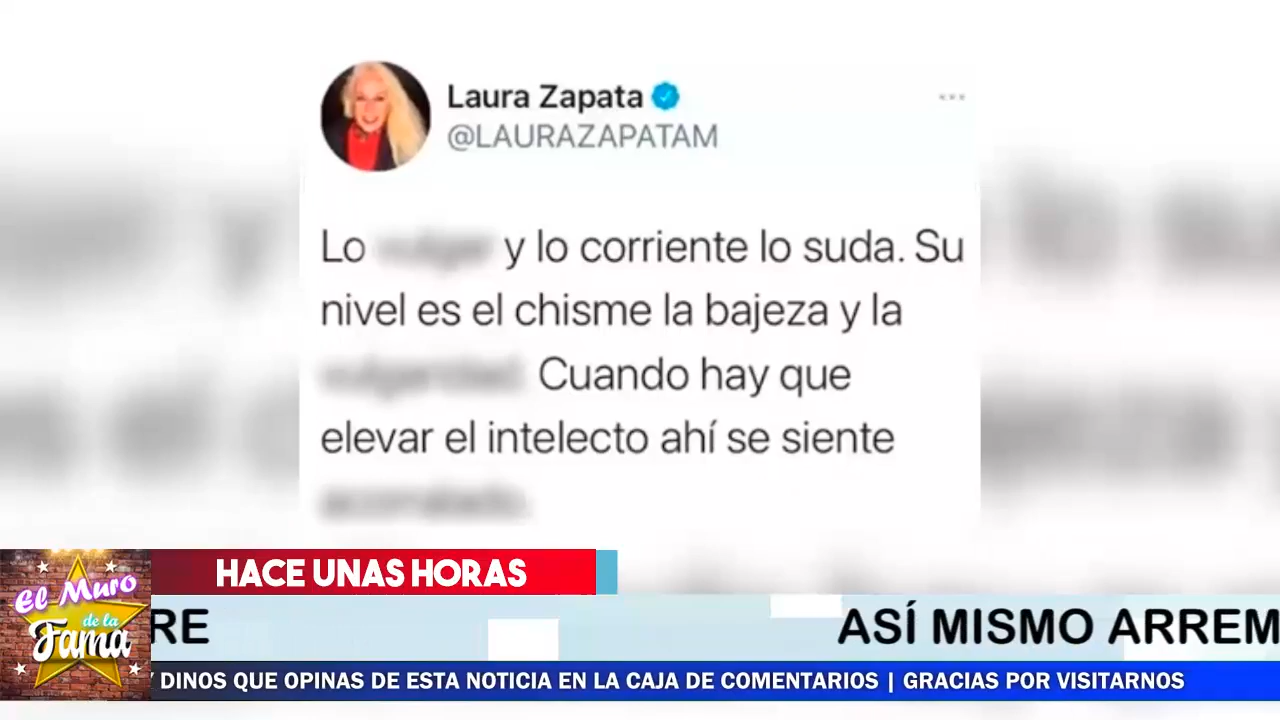 Laura Zapata
@LAURAZAPATAM
Lo y lo corriente lo suda. Su
nivel es el chisme la bajeza y la
Cuando hay que
elevar el intelecto ahí se siente
HACE UNAS HORAS
El Muro
de la
Fama
RE ASÍ MISMO ARREM
Y DINOS QUE OPINAS DE ESTA NOTICIA EN LA CAJA DE COMENTARIOS | GRACIAS POR VISITARNOS